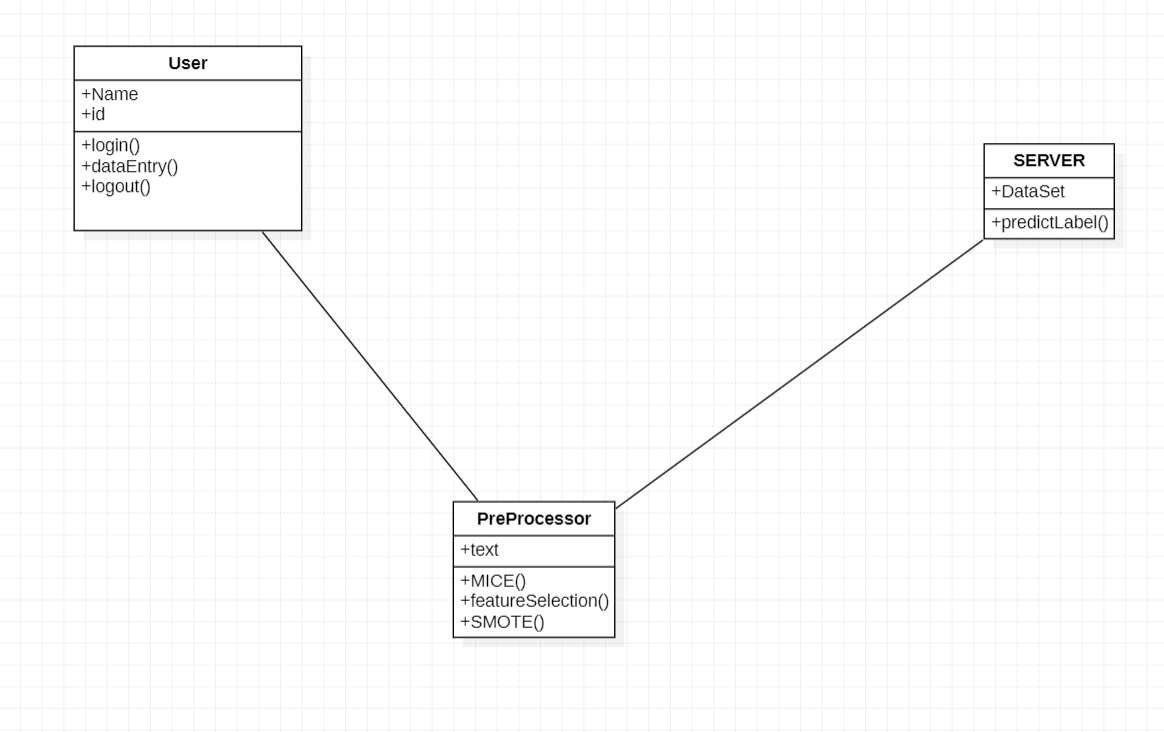 User
+Name
+id
+login()
+dataEntry()
+logout()
SERVER
+DataSet
+predictLabel()
PreProcessor
+text
+MICE()
+featureSelection()
+SMOTE()